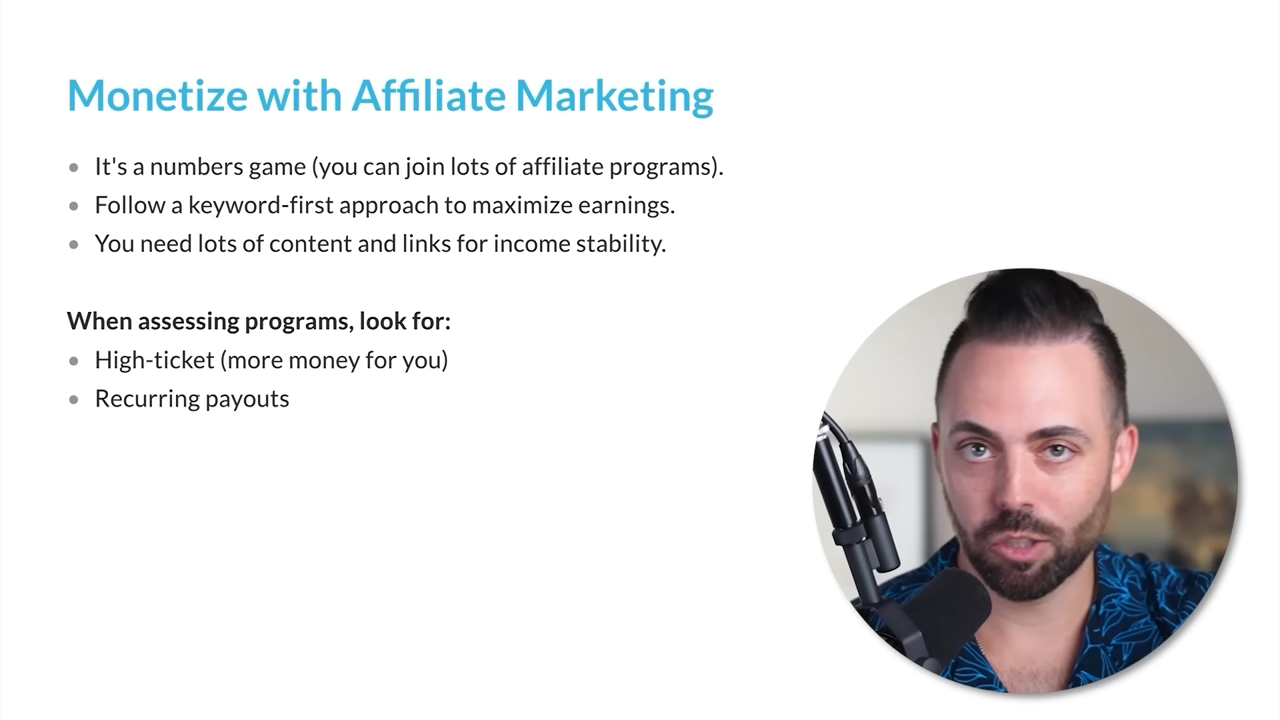 Monetize with Affiliate Marketing
It's a numbers game (you can join lots of affiliate programs).
Follow a keyword-first approach to maximize earnings.
You need lots of content and links for income stability.
When assessing programs, look for:
High-ticket (more money for you)
Recurring payouts